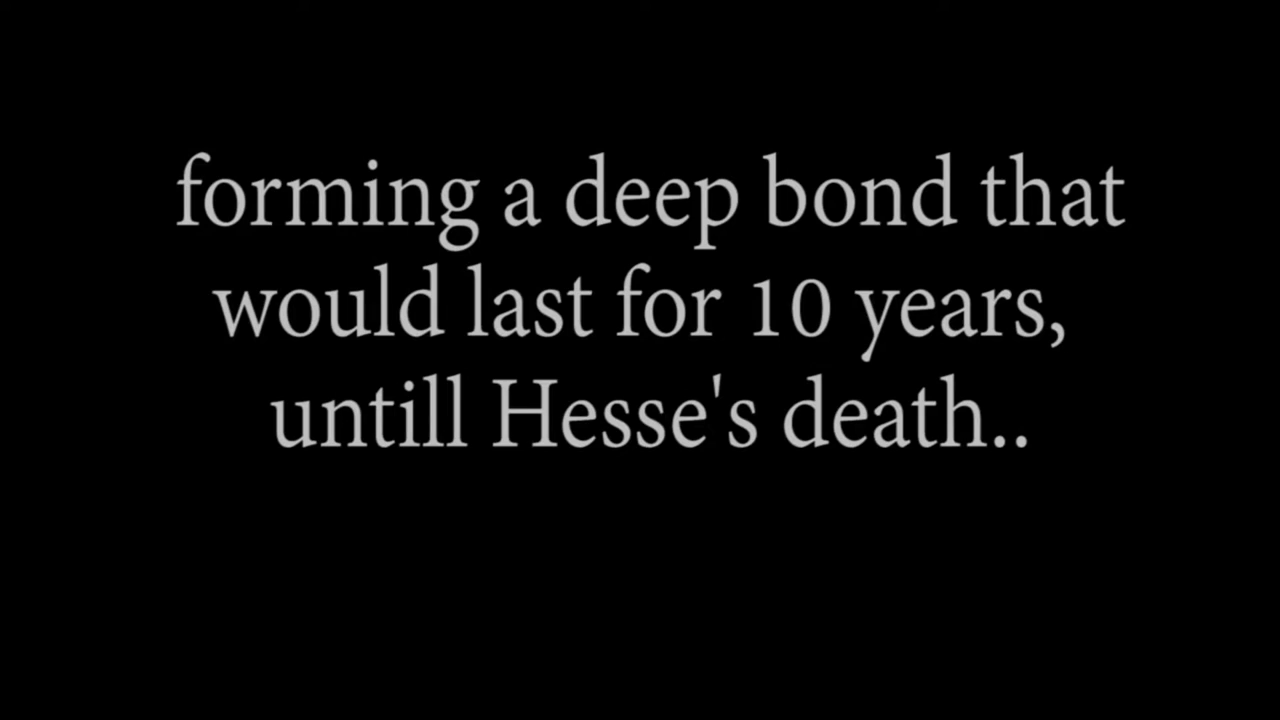 forming a deep bond that
would last for 10 years,
untill Hesse's death..